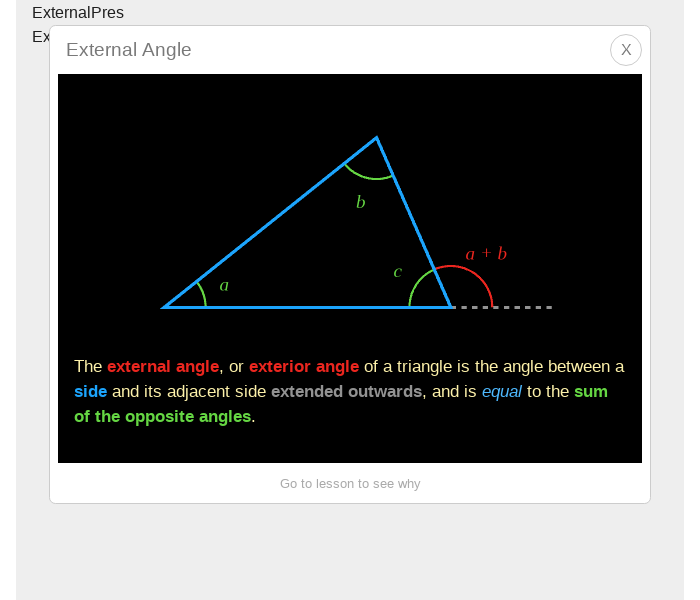 ExternalPres
Ex
External Angle
X
b
a + b
c
a
The external angle, or exterior angle of a triangle is the angle between a
side and its adjacent side extended outwards, and is equal to the sum
of the opposite angles.
Go to lesson to see why